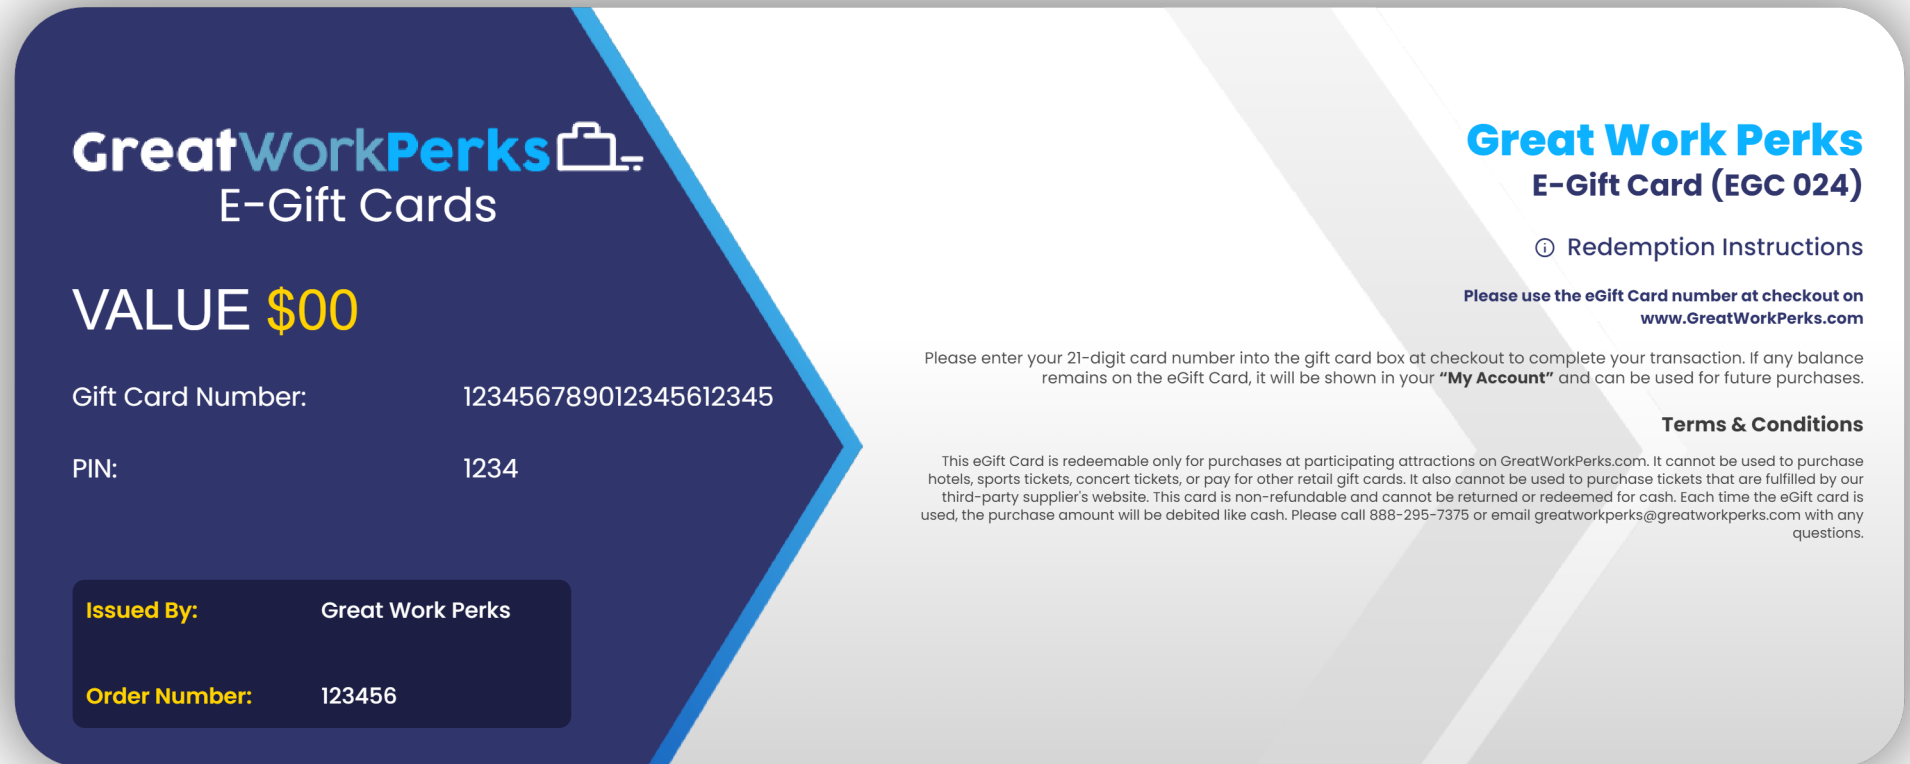 GreatWorkPerks
E-Gift Cards
VALUE $00
Gift Card Number: 123456789012345612345
PIN: 1234
Issued By: Great Work Perks
Order Number: 123456
Great Work Perks
E-Gift Card (EGC 024)
Redemption Instructions
Please use the eGift Card number at checkout on
www.GreatWorkPerks.com
Please enter your 21-digit card number into the gift card box at checkout to complete your transaction. If any balance
remains on the eGift Card, it will be shown in your “My Account” and can be used for future purchases.
Terms & Conditions
This eGift Card is redeemable only for purchases at participating attractions on GreatWorkPerks.com. It cannot be used to purchase
hotels, sports tickets, concert tickets, or pay for other retail gift cards. It also cannot be used to purchase tickets that are fulfilled by our
third-party supplier's website. This card is non-refundable and cannot be returned or redeemed for cash. Each time the eGift card is
used, the purchase amount will be debited like cash. Please call 888-295-7375 or email greatworkperks@greatworkperks.com with any
questions.